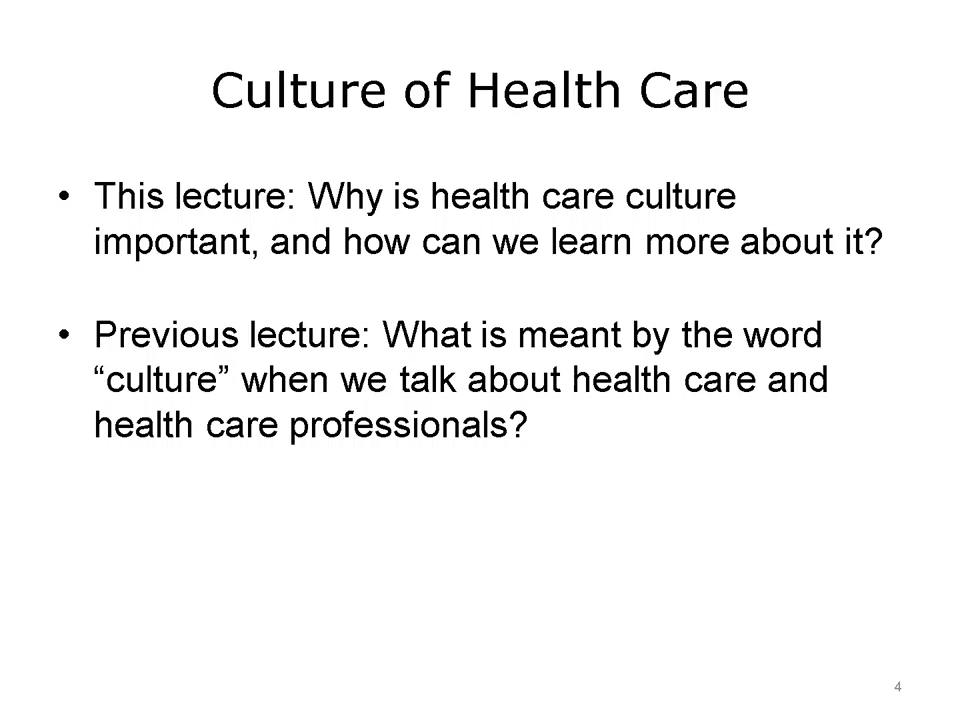 Culture of Health Care
• This lecture: Why is health care culture
important, and how can we learn more about it?
• Previous lecture: What is meant by the word
“culture” when we talk about health care and
health care professionals?
4